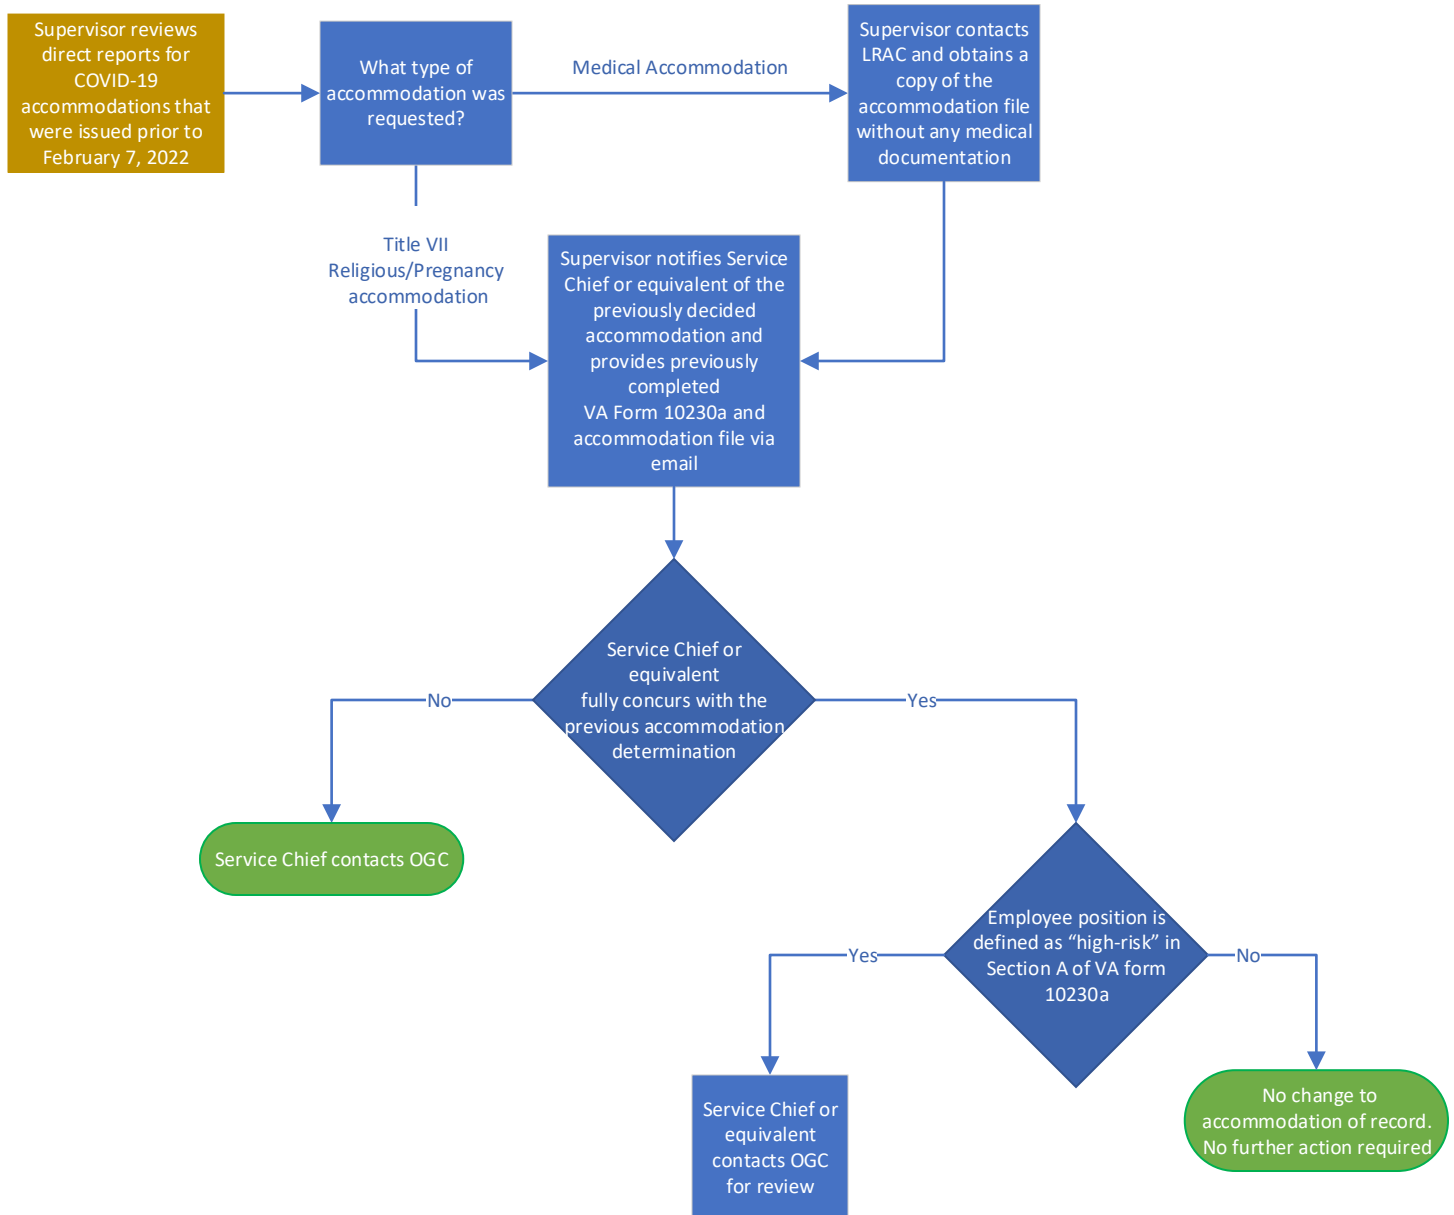 Supervisor reviews
direct reports for
COVID-19
accommodations that
were issued prior to
February 7, 2022
What type of
accommodation was
requested?
Medical Accommodation
Supervisor contacts
LRAC and obtains a
copy of the
accommodation file
without any medical
documentation
Title VII
Religious/Pregnancy
accommodation
Supervisor notifies Service
Chief or equivalent of the
previously decided
accommodation and
provides previously
completed
VA Form 10230a and
accommodation file via
email
Service Chief or
equivalent
fully concurs with the
previous accommodation
determination
No
Yes
Service Chief contacts OGC
Employee position is
defined as “high-risk” in
Section A of VA form
10230a
Yes
No
Service Chief or
equivalent
contacts OGC
for review
No change to
accommodation of record.
No further action required